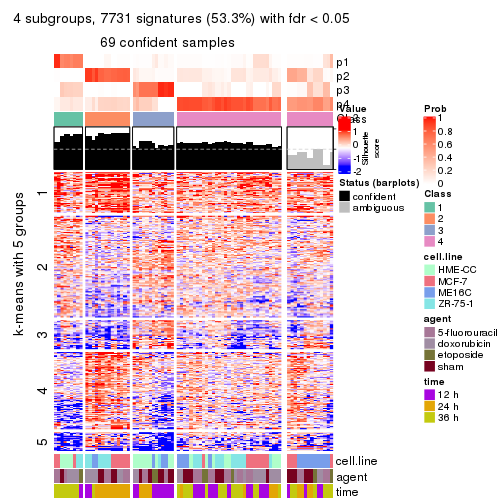 4 subgroups, 7731 signatures (53.3%) with fdr < 0.05
69 confident samples
p1
p2
p3
p4
Class
Silhouette
score
k-means with 5 groups
1
2
3
4
5
cell.line
agent
time
Value
2
1
0
-1
-2
Status (barplots)
confident
ambiguous
Prob
1
0.8
0.6
0.4
0.2
0
Class
1
2
3
4
cell.line
HME-CC
MCF-7
ME16C
ZR-75-1
agent
5-fluorouracil
doxorubicin
etoposide
sham
time
12 h
24 h
36 h